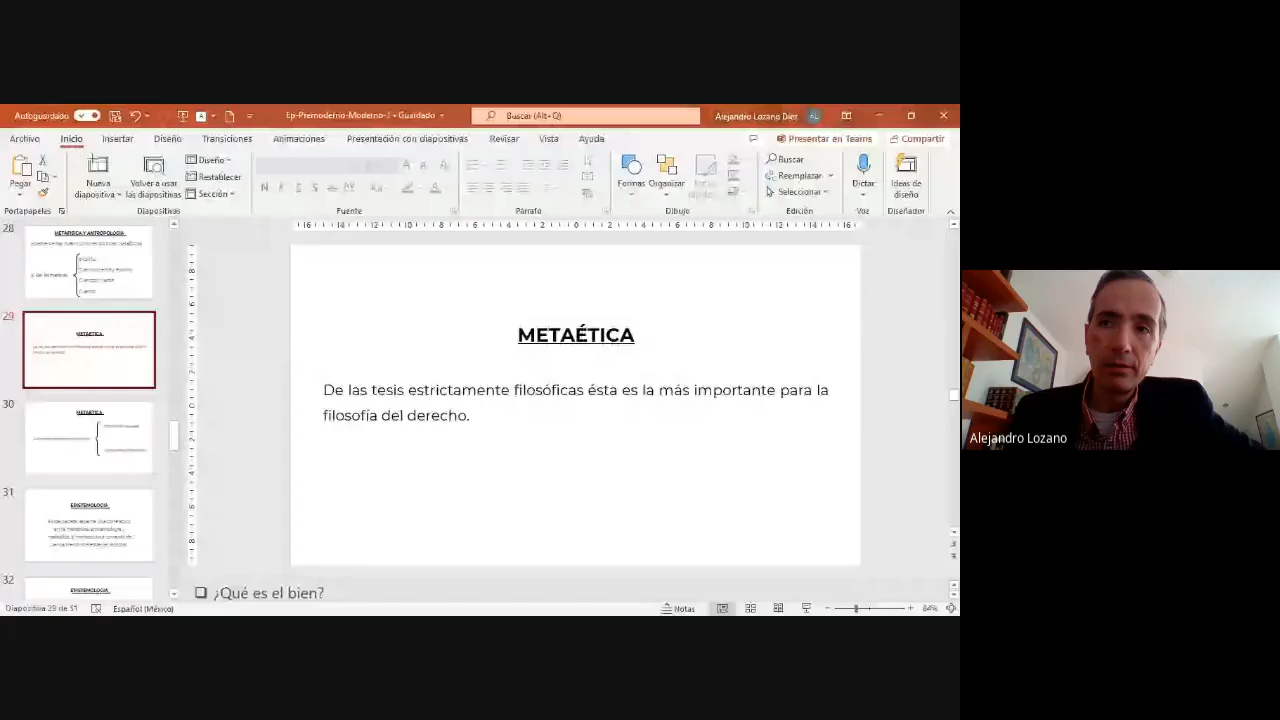 Autoguardado
Ep-Premoderno-Moderno-1 • Guardado
Buscar (Alt+Q)
Alejandro Lozano Díez
AL
Archivo Inicio Insertar Diseño Transiciones Animaciones Presentación con diapositivas Revisar Vista Ayuda
Presentar en Teams
Compartir
Pegar
Nueva diapositiva
Volver a usar las diapositivas
Diseño
Restablecer
Sección
Formas
Organizar
Buscar
Reemplazar
Seleccionar
Dictar
Ideas de diseño
Portapapeles Diapositivas Fuente Párrafo Dibujo Edición Voz Diseñador
28
METAFÍSICA Y ANTROPOLOGÍA
29
METAÉTICA
30
METAÉTICA
31
EPISTEMOLOGÍA
32
EPISTEMOLOGÍA
METAÉTICA
De las tesis estrictamente filosóficas ésta es la más importante para la
filosofía del derecho.
¿Qué es el bien?
Diapositiva 29 de 51
Español (México)
Notas
64%
Alejandro Lozano